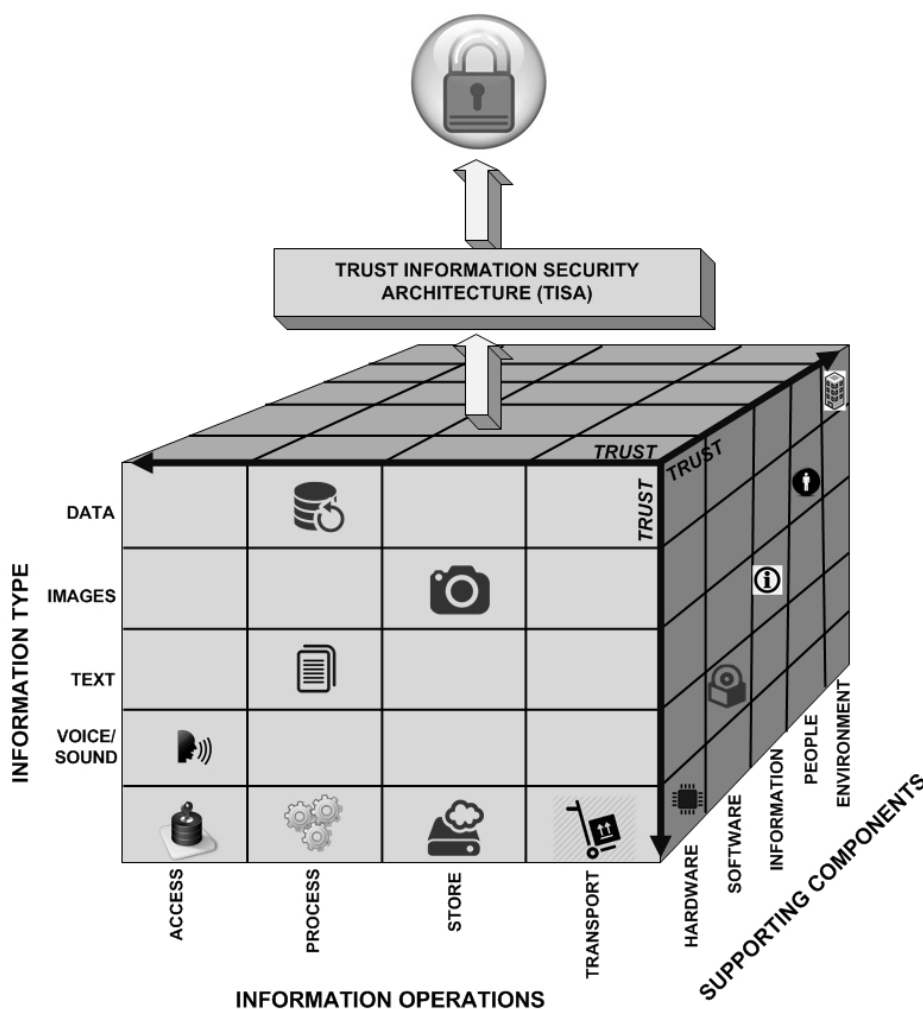 TRUST INFORMATION SECURITY
ARCHITECTURE (TISA)
TRUST
TRUST
TRUST
INFORMATION TYPE
DATA
IMAGES
TEXT
VOICE/
SOUND
ACCESS
PROCESS
STORE
TRANSPORT
INFORMATION OPERATIONS
HARDWARE
SOFTWARE
INFORMATION
PEOPLE
ENVIRONMENT
SUPPORTING COMPONENTS